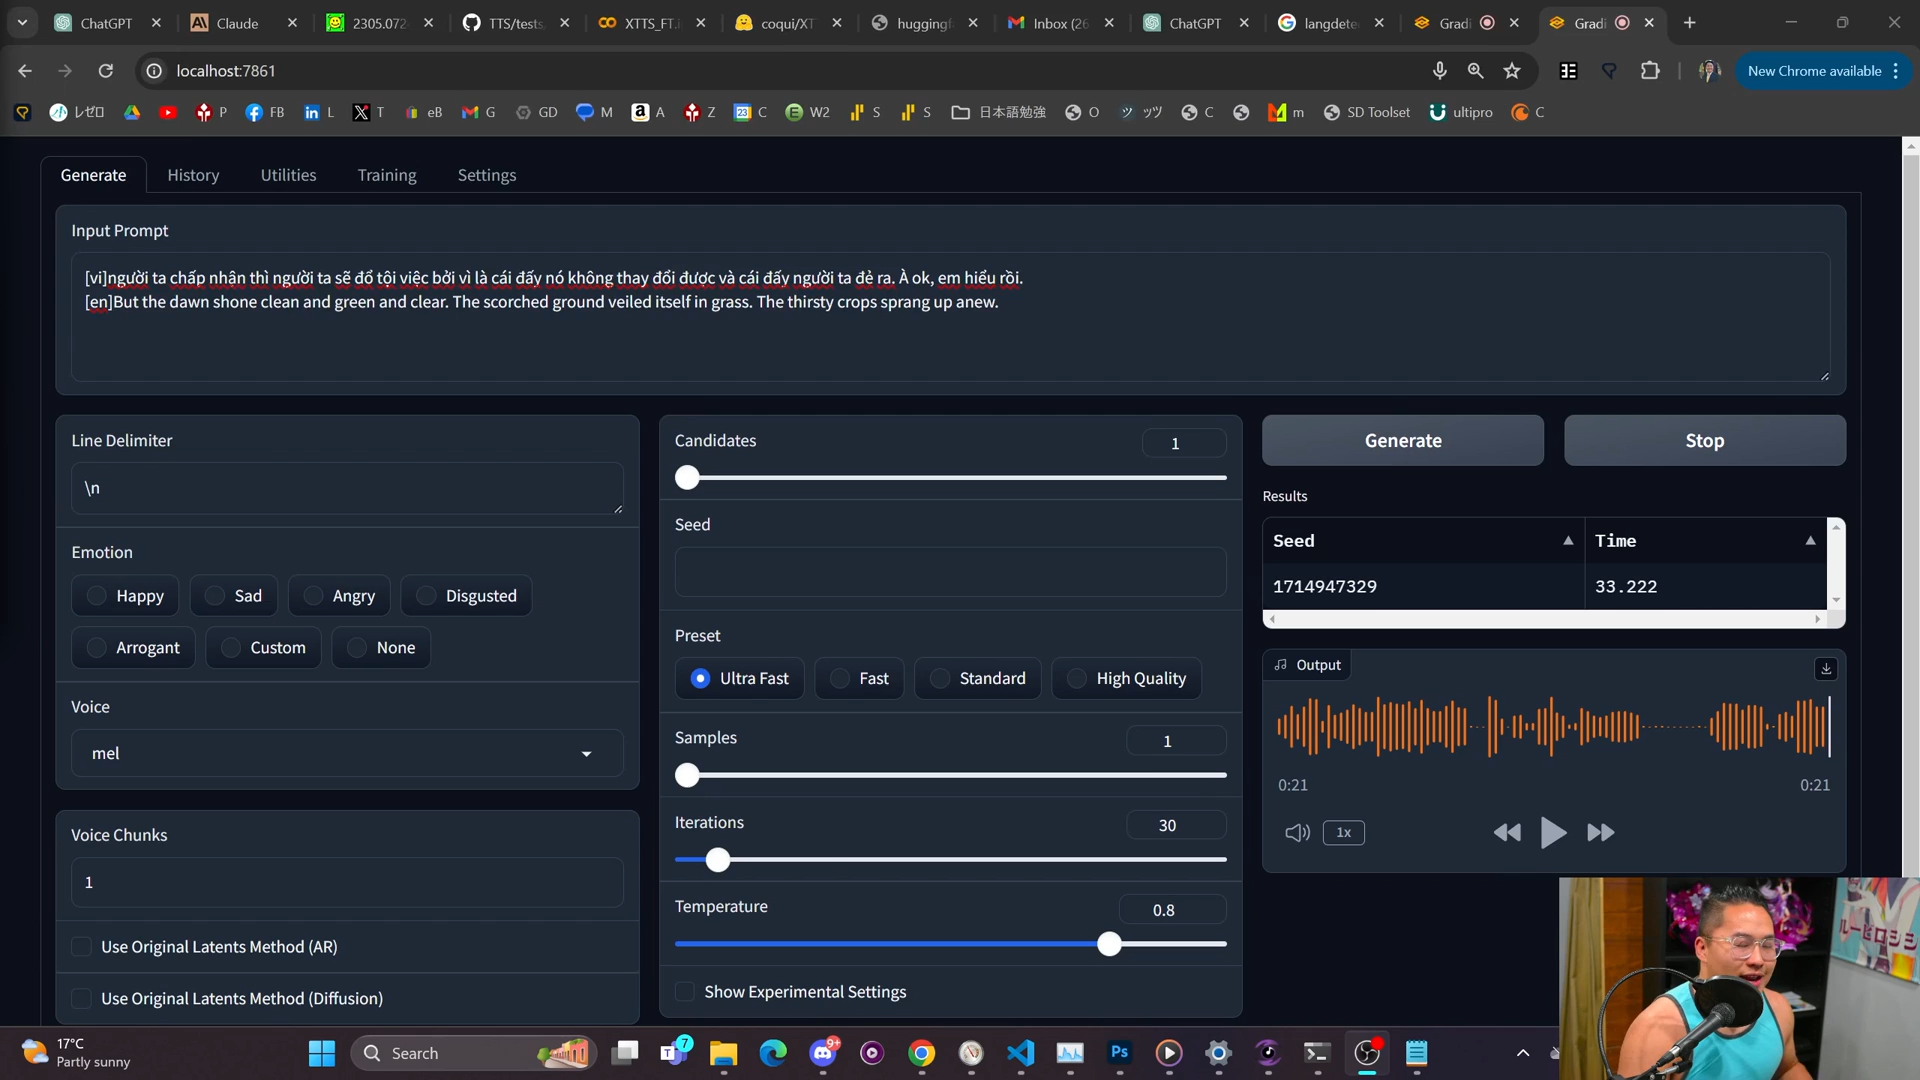 ChatGPT
Claude
2305.072
TTS/tests
XTTS_FT.i
coqui/XT
huggingf
Inbox (26
ChatGPT
langdete
Gradi
Gradi
localhost:7861
New Chrome available
レゼロ
P
FB
L
T
eB
G
GD
M
A
Z
C
W2
S
S
日本語勉強
O
ッツ
C
m
SD Toolset
ultipro
C
Generate
History
Utilities
Training
Settings
Input Prompt
[vi]người ta chấp nhận thì người ta sẽ đổ tội việc bởi vì là cái đấy nó không thay đổi được và cái đấy người ta đẻ ra. À ok, em hiểu rồi.
[en]But the dawn shone clean and green and clear. The scorched ground veiled itself in grass. The thirsty crops sprang up anew.
Line Delimiter
\n
Emotion
Happy
Sad
Angry
Disgusted
Arrogant
Custom
None
Voice
mel
Voice Chunks
1
Use Original Latents Method (AR)
Use Original Latents Method (Diffusion)
Candidates
1
Seed
Preset
Ultra Fast
Fast
Standard
High Quality
Samples
1
Iterations
30
Temperature
0.8
Show Experimental Settings
Generate
Stop
Results
Seed
Time
1714947329
33.222
Output
0:21
0:21
1x
17°C
Partly sunny
Search
7
9+
Ps